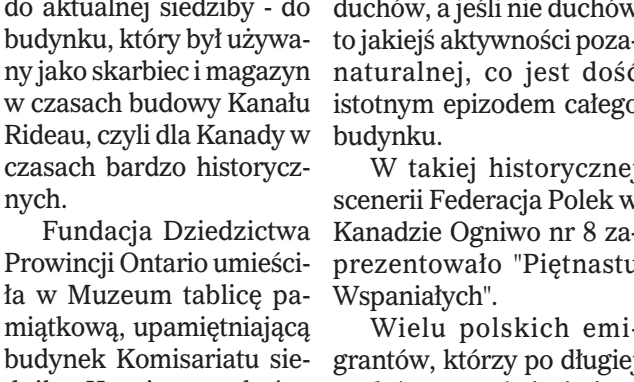 do aktualnej siedziby - do
budynku, który był używa-
ny jako skarbiec i magazyn
w czasach budowy Kanału
Rideau, czyli dla Kanady w
czasach bardzo historycz-
nych.
Fundacja Dziedzictwa
Prowincji Ontario umieści-
ła w Muzeum tablicę pa-
miątkową, upamiętniającą
budynek Komisariatu sie-
duchów, a jeśli nie duchów
to jakiejś aktywności poza-
naturalnej, co jest dość
istotnym epizodem całego
budynku.
W takiej historycznej
scenerii Federacja Polek w
Kanadzie Ogniwo nr 8 za-
prezentowało "Piętnastu
Wspaniałych".
Wielu polskich emi-
grantów, którzy po długiej